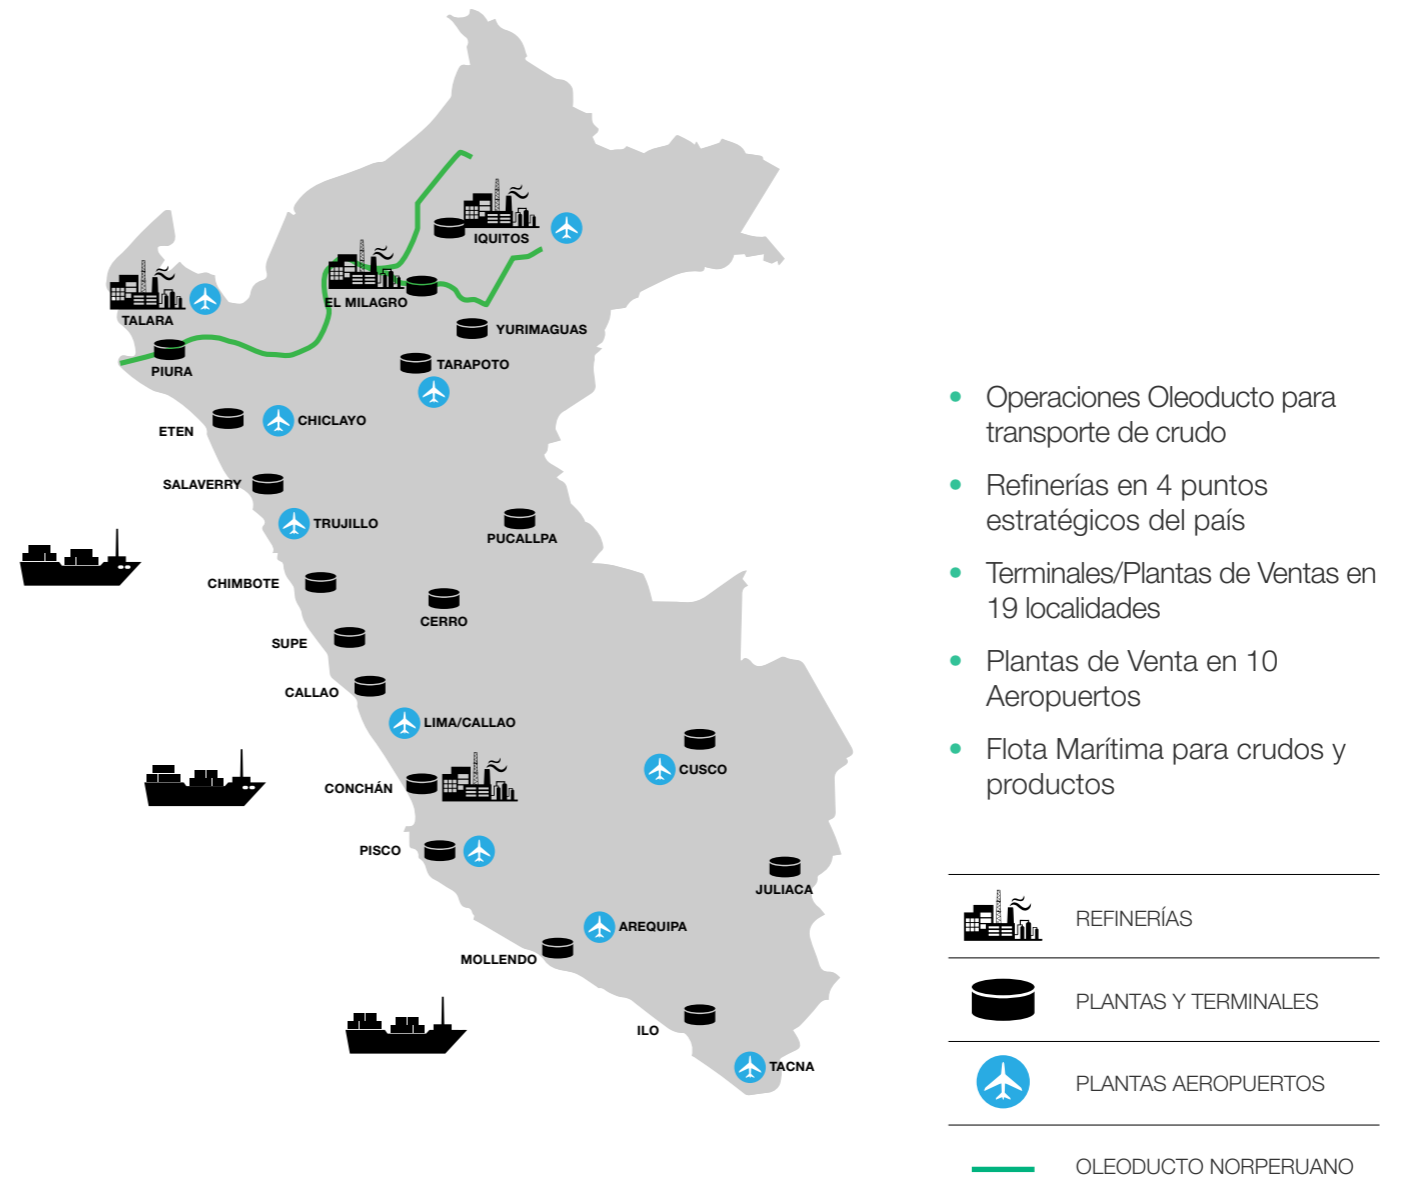 IQUITOS
EL MILAGRO
TALARA
YURIMAGUAS
PIURA
TARAPOTO
CHICLAYO
ETEN
SALAVERRY
TRUJILLO
PUCALLPA
CHIMBOTE
CERRO
SUPE
CALLAO
LIMA/CALLAO
CUSCO
CONCHÁN
PISCO
JULIACA
AREQUIPA
MOLLENDO
ILO
TACNA
• Operaciones Oleoducto para
transporte de crudo
• Refinerías en 4 puntos
estratégicos del país
• Terminales/Plantas de Ventas en
19 localidades
• Plantas de Venta en 10
Aeropuertos
• Flota Marítima para crudos y
productos
REFINERÍAS
PLANTAS Y TERMINALES
PLANTAS AEROPUERTOS
OLEODUCTO NORPERUANO